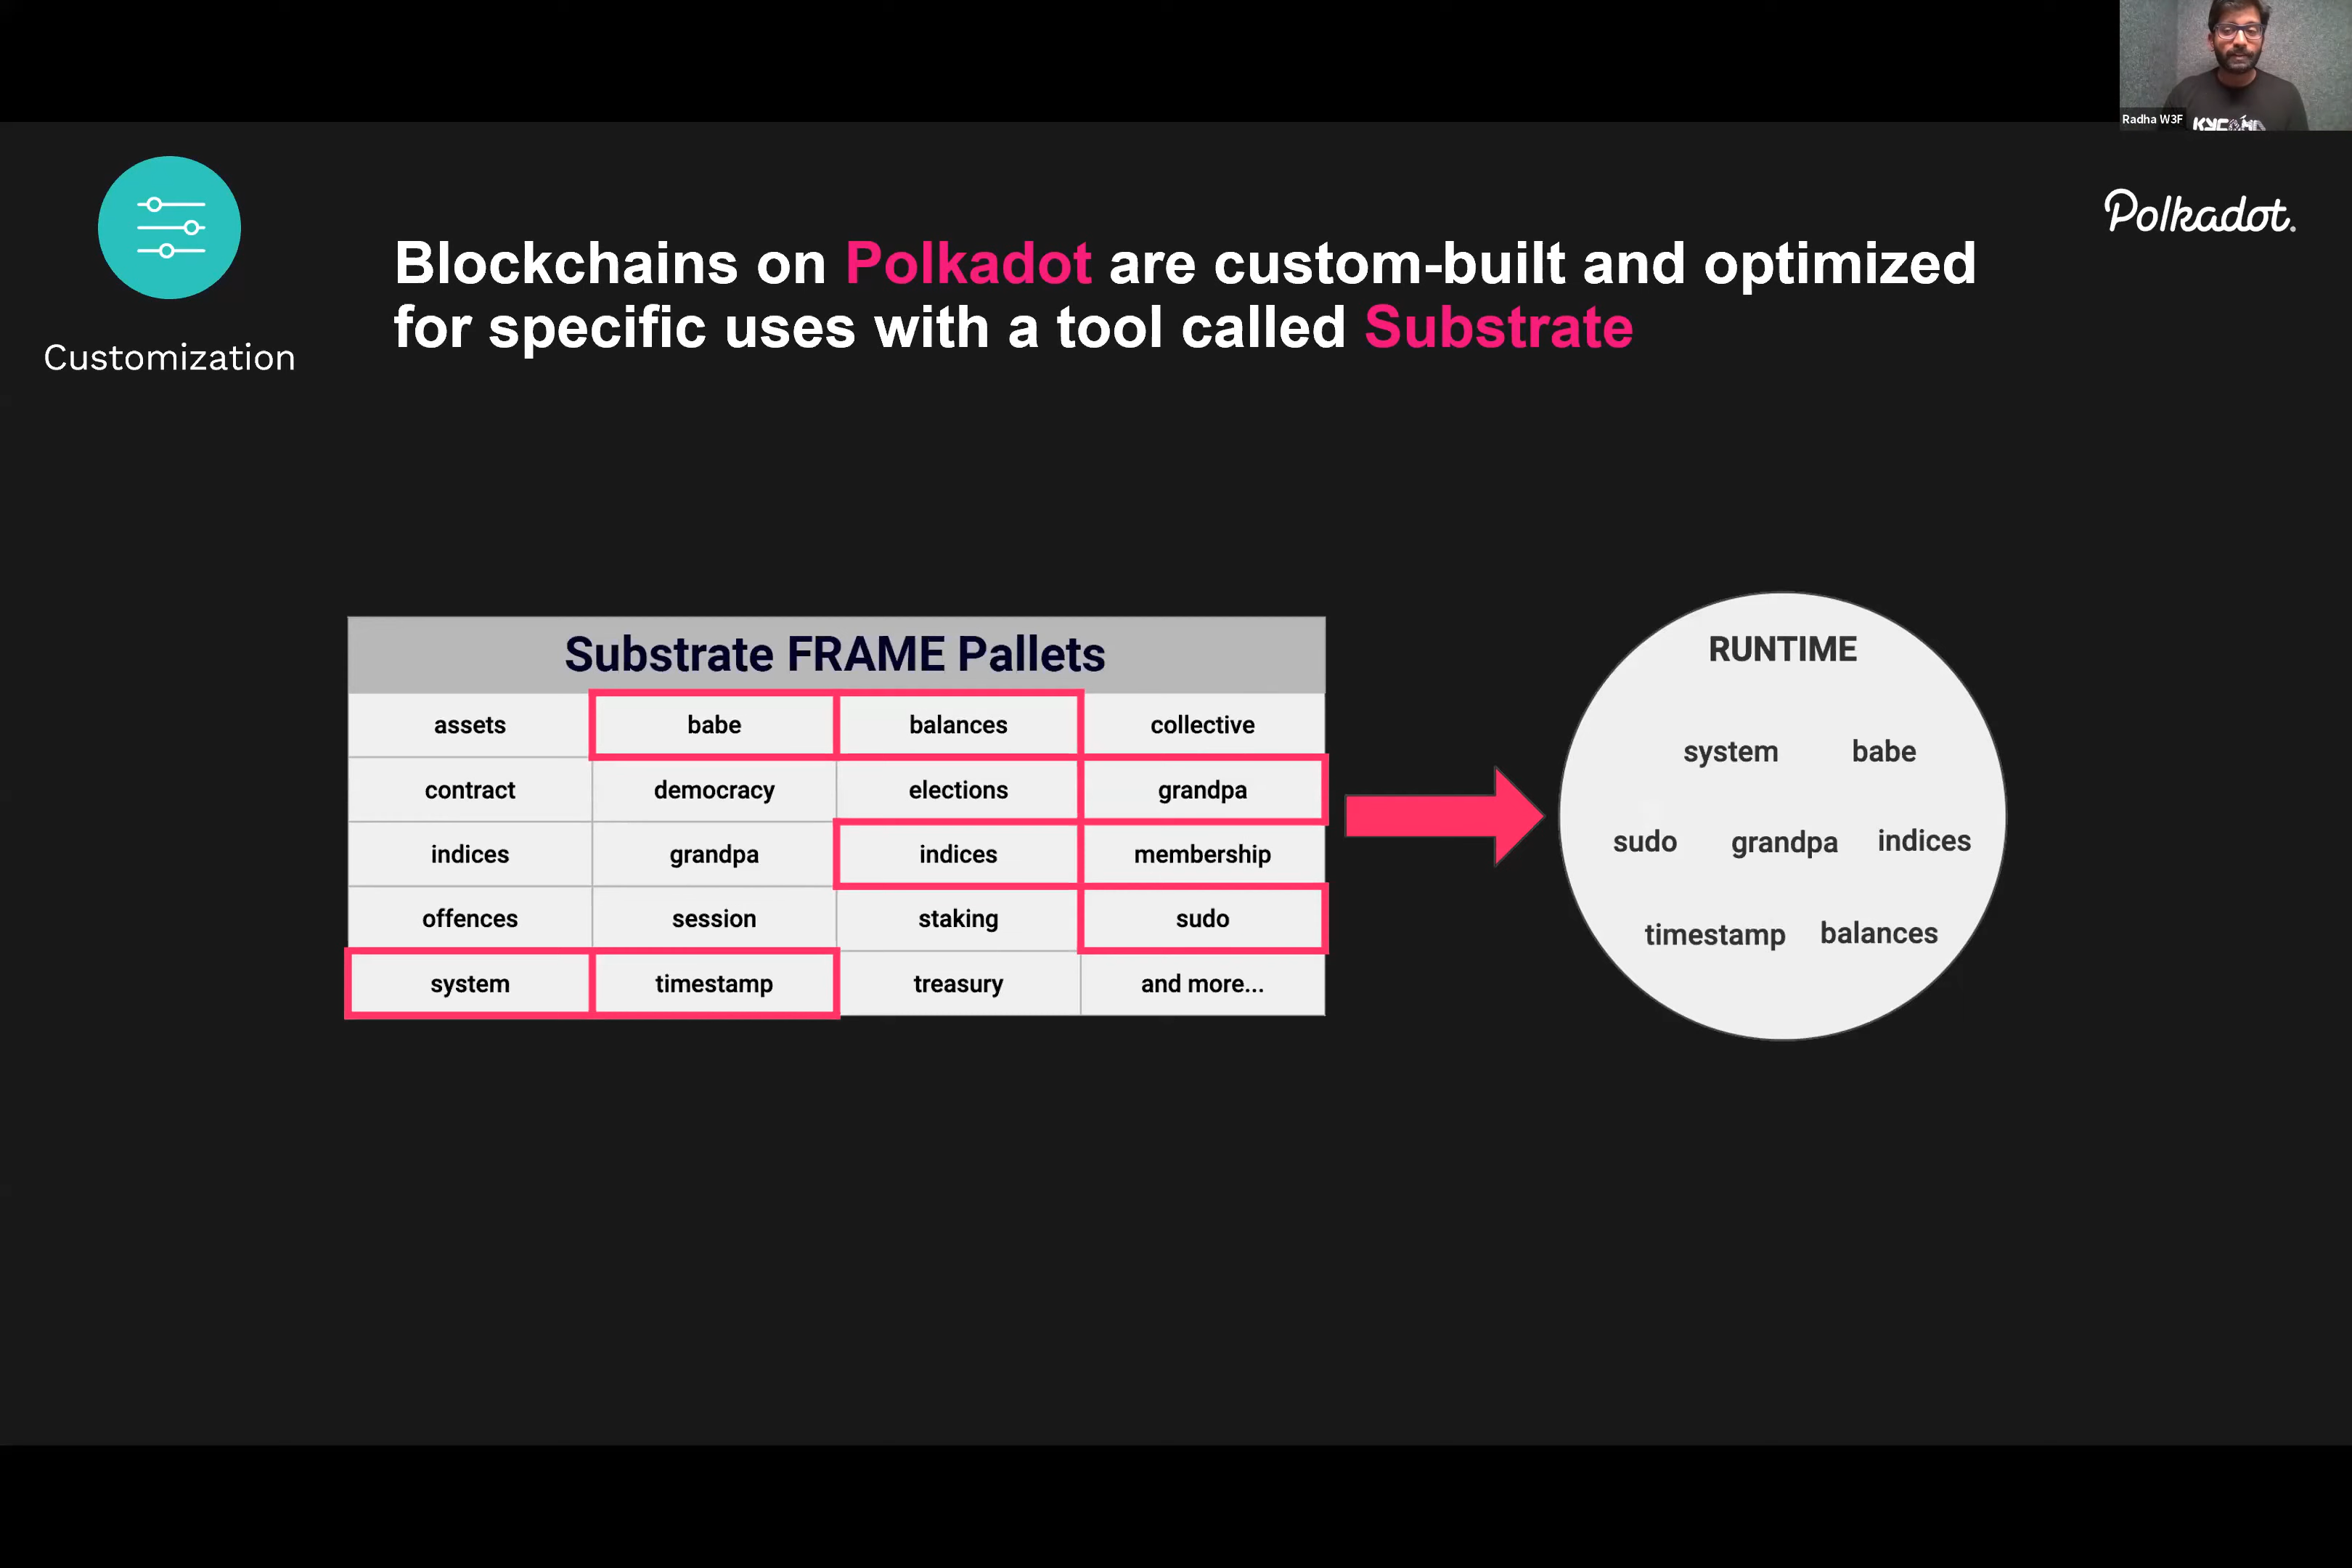 Radha W3F
Polkadot.
Customization
Blockchains on Polkadot are custom-built and optimized
for specific uses with a tool called Substrate
Substrate FRAME Pallets
assets babe balances collective
contract democracy elections grandpa
indices grandpa indices membership
offences session staking sudo
system timestamp treasury and more...
RUNTIME
system babe
sudo grandpa indices
timestamp balances